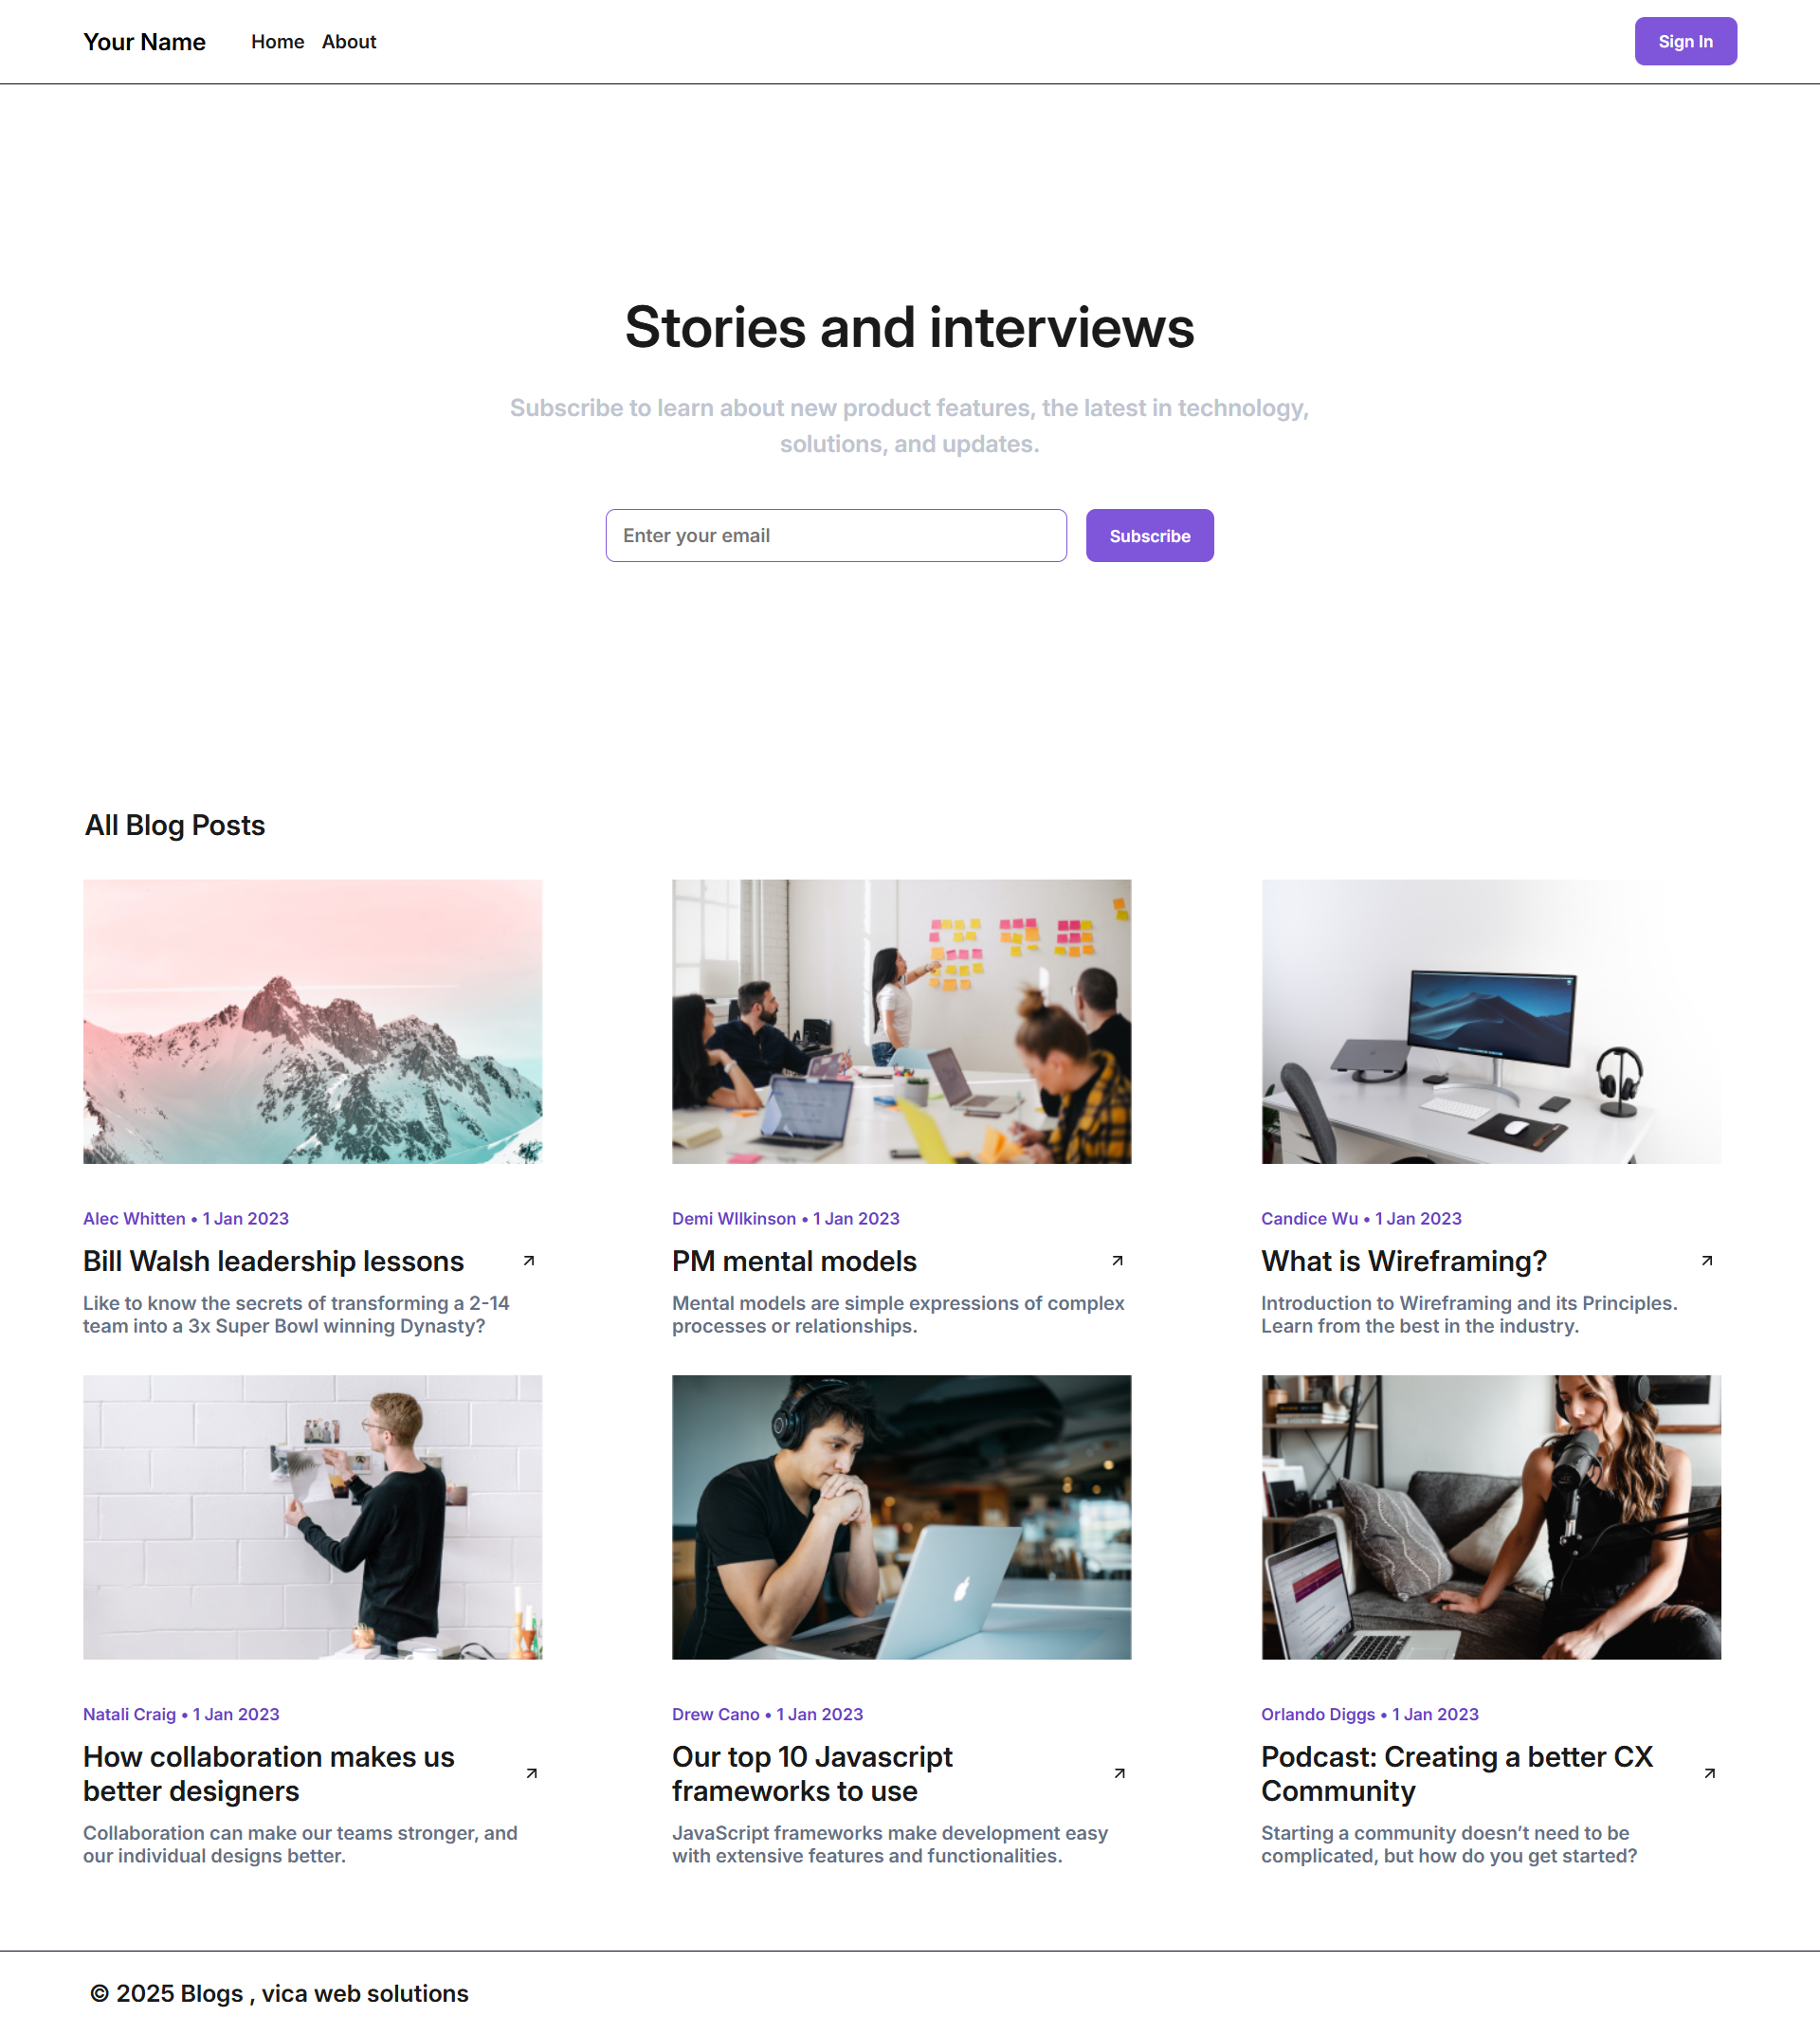 Your Name
Home
About
Sign In
Stories and interviews
Subscribe to learn about new product features, the latest in technology,
solutions, and updates.
Enter your email
Subscribe
All Blog Posts
Alec Whitten • 1 Jan 2023
Bill Walsh leadership lessons
Like to know the secrets of transforming a 2-14
team into a 3x Super Bowl winning Dynasty?
Demi WIlkinson • 1 Jan 2023
PM mental models
Mental models are simple expressions of complex
processes or relationships.
Candice Wu • 1 Jan 2023
What is Wireframing?
Introduction to Wireframing and its Principles.
Learn from the best in the industry.
Natali Craig • 1 Jan 2023
How collaboration makes us
better designers
Collaboration can make our teams stronger, and
our individual designs better.
Drew Cano • 1 Jan 2023
Our top 10 Javascript
frameworks to use
JavaScript frameworks make development easy
with extensive features and functionalities.
Orlando Diggs • 1 Jan 2023
Podcast: Creating a better CX
Community
Starting a community doesn’t need to be
complicated, but how do you get started?
© 2025 Blogs , vica web solutions